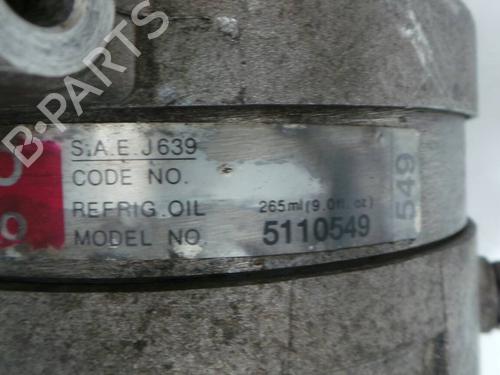 B-PARTS
S.A.E. J639
CODE NO.
REFRIG. OIL 265ml (9.0fl. oz)
MODEL NO. 5110549
549